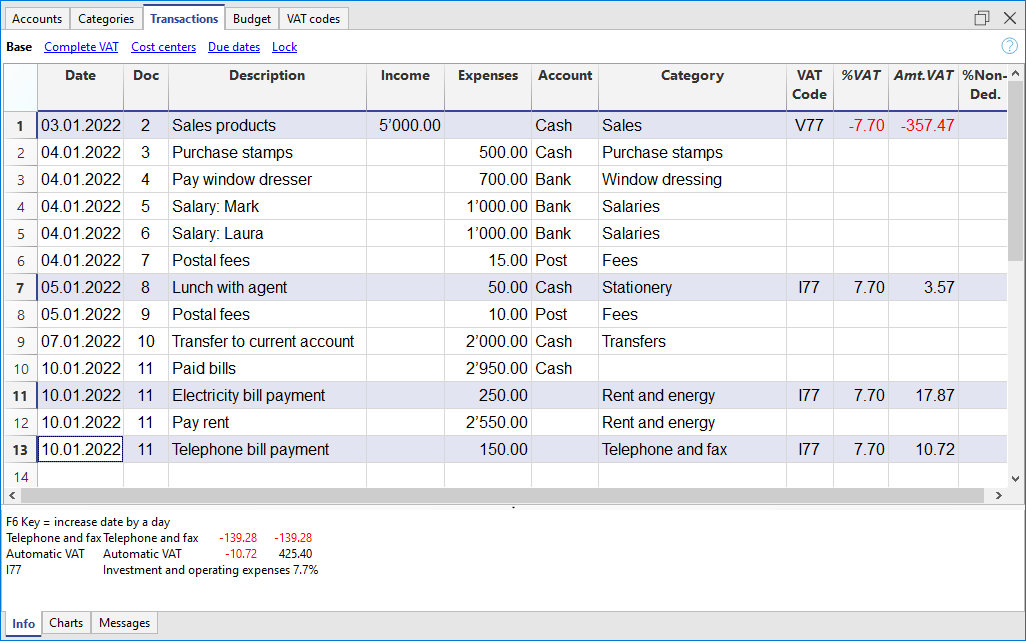 Accounts Categories Transactions Budget VAT codes
Base Complete VAT Cost centers Due dates Lock
Date Doc Description Income Expenses Account Category VAT Code %VAT Amt.VAT %Non-Ded.
1 03.01.2022 2 Sales products 5’000.00 Cash Sales V77 -7.70 -357.47
2 04.01.2022 3 Purchase stamps 500.00 Cash Purchase stamps
3 04.01.2022 4 Pay window dresser 700.00 Bank Window dressing
4 04.01.2022 5 Salary: Mark 1’000.00 Bank Salaries
5 04.01.2022 6 Salary: Laura 1’000.00 Bank Salaries
6 04.01.2022 7 Postal fees 15.00 Post Fees
7 05.01.2022 8 Lunch with agent 50.00 Cash Stationery I77 7.70 3.57
8 05.01.2022 9 Postal fees 10.00 Post Fees
9 07.01.2022 10 Transfer to current account 2’000.00 Cash Transfers
10 10.01.2022 11 Paid bills 2’950.00 Cash
11 10.01.2022 11 Electricity bill payment 250.00 Rent and energy I77 7.70 17.87
12 10.01.2022 11 Pay rent 2’550.00 Rent and energy
13 10.01.2022 11 Telephone bill payment 150.00 Telephone and fax I77 7.70 10.72
14
F6 Key = increase date by a day
Telephone and fax Telephone and fax -139.28 -139.28
Automatic VAT Automatic VAT -10.72 425.40
I77 Investment and operating expenses 7.7%
Info Charts Messages